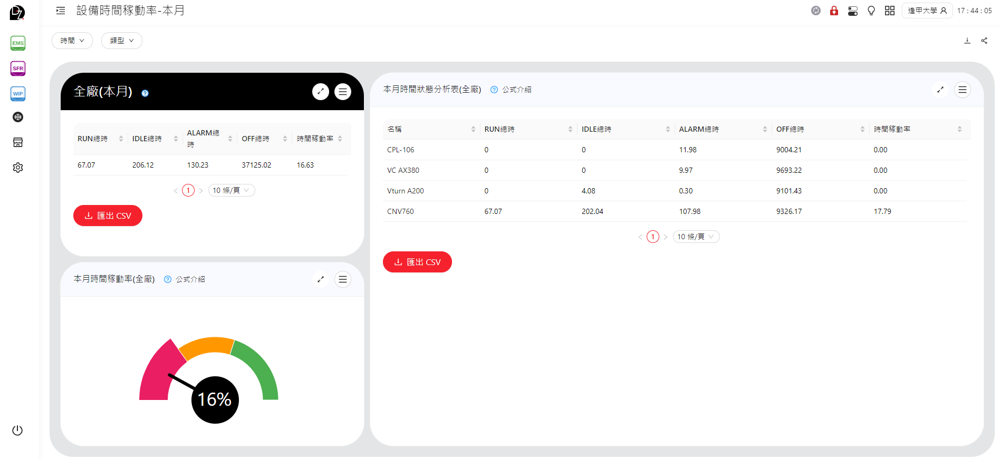 設備時間稼動率-本月
逢甲大學
17 : 44 : 05
EMS
SFR
WIP
時間
類型
全廠(本月)
RUN總時 IDLE總時 ALARM總時 OFF總時 時間稼動率
67.07 206.12 130.23 37125.02 16.63
1 10 條/頁
匯出 CSV
本月時間稼動率(全廠) 公式介紹
16%
本月時間狀態分析表(全廠) 公式介紹
名稱 RUN總時 IDLE總時 ALARM總時 OFF總時 時間稼動率
CPL-106 0 0 11.98 9004.21 0.00
VC AX380 0 0 9.97 9693.22 0.00
Vturn A200 0 4.08 0.30 9101.43 0.00
CNV760 67.07 202.04 107.98 9326.17 17.79
1 10 條/頁
匯出 CSV